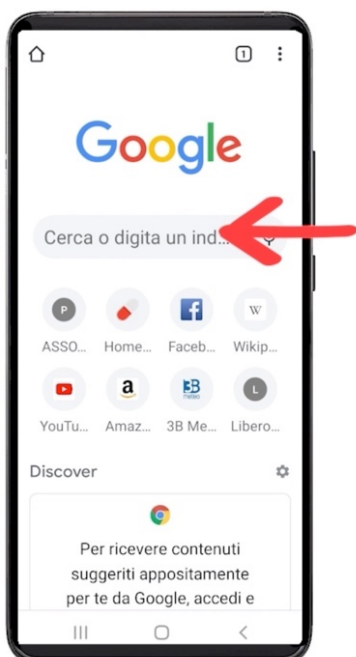 1
Google
Cerca o digita un ind...
P W
ASSO... Home... Faceb... Wikip...
a 3B L
YouTu... Amaz... 3B Me... Libero...
Discover
Per ricevere contenuti
suggeriti appositamente
per te da Google, accedi e